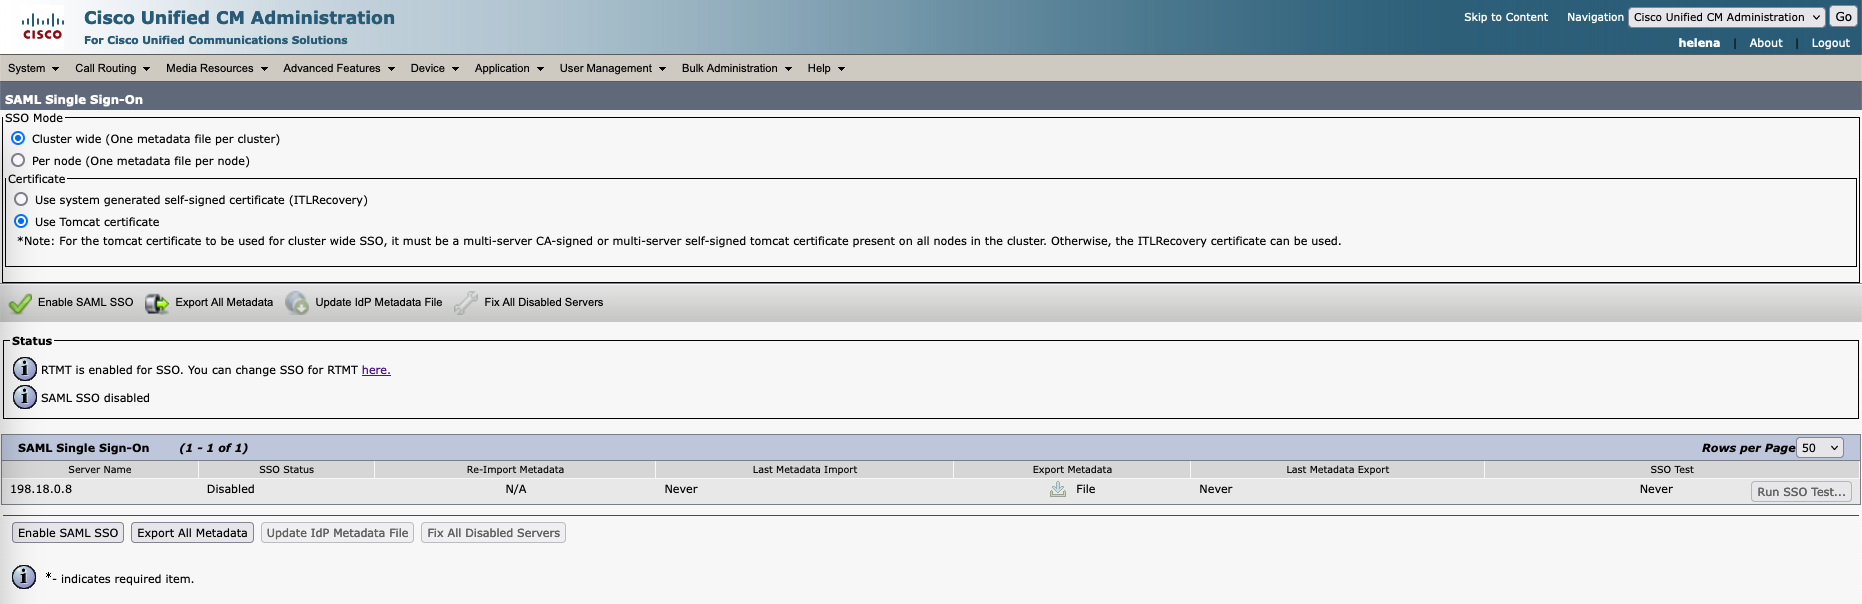 Cisco Unified CM Administration
For Cisco Unified Communications Solutions
CISCO
Skip to Content Navigation Cisco Unified CM Administration Go
helena | About | Logout
System Call Routing Media Resources Advanced Features Device Application User Management Bulk Administration Help
SAML Single Sign-On
SSO Mode
Cluster wide (One metadata file per cluster)
Per node (One metadata file per node)
Certificate
Use system generated self-signed certificate (ITLRecovery)
Use Tomcat certificate
*Note: For the tomcat certificate to be used for cluster wide SSO, it must be a multi-server CA-signed or multi-server self-signed tomcat certificate present on all nodes in the cluster. Otherwise, the ITLRecovery certificate can be used.
Enable SAML SSO Export All Metadata Update IdP Metadata File Fix All Disabled Servers
Status
RTMT is enabled for SSO. You can change SSO for RTMT here.
SAML SSO disabled
SAML Single Sign-On (1 - 1 of 1) Rows per Page 50
Server Name SSO Status Re-Import Metadata Last Metadata Import Export Metadata Last Metadata Export SSO Test
198.18.0.8 Disabled N/A Never File Never Never Run SSO Test...
Enable SAML SSO Export All Metadata Update IdP Metadata File Fix All Disabled Servers
*- indicates required item.